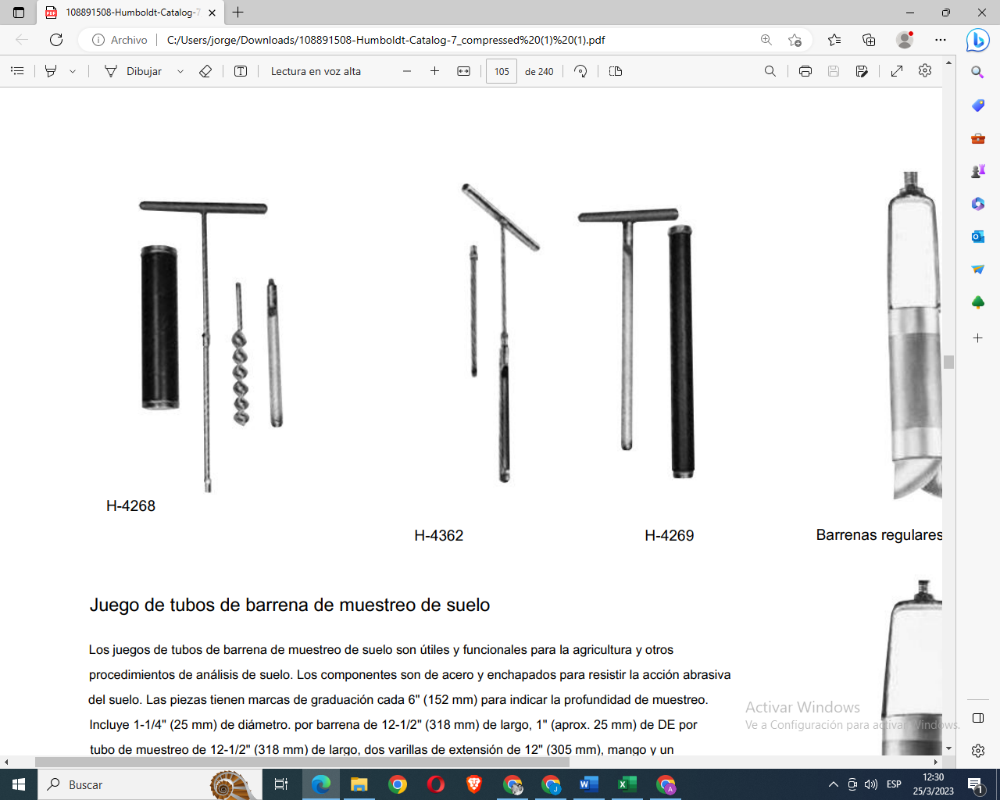 108891508-Humboldt-Catalog-7
Archivo
C:/Users/jorge/Downloads/108891508-Humboldt-Catalog-7_compressed%20(1)%20(1).pdf
Dibujar
Lectura en voz alta
105
de 240
H-4268
H-4362
H-4269
Barrenas regulares
Juego de tubos de barrena de muestreo de suelo
Los juegos de tubos de barrena de muestreo de suelo son útiles y funcionales para la agricultura y otros
procedimientos de análisis de suelo. Los componentes son de acero y enchapados para resistir la acción abrasiva
del suelo. Las piezas tienen marcas de graduación cada 6" (152 mm) para indicar la profundidad de muestreo.
Incluye 1-1/4" (25 mm) de diámetro. por barrena de 12-1/2" (318 mm) de largo, 1" (aprox. 25 mm) de DE por
tubo de muestreo de 12-1/2" (318 mm) de largo, dos varillas de extensión de 12" (305 mm), mango y un
Activar Windows
Ve a Configuración para activar Windows.
Buscar
ESP
12:30
25/3/2023
1